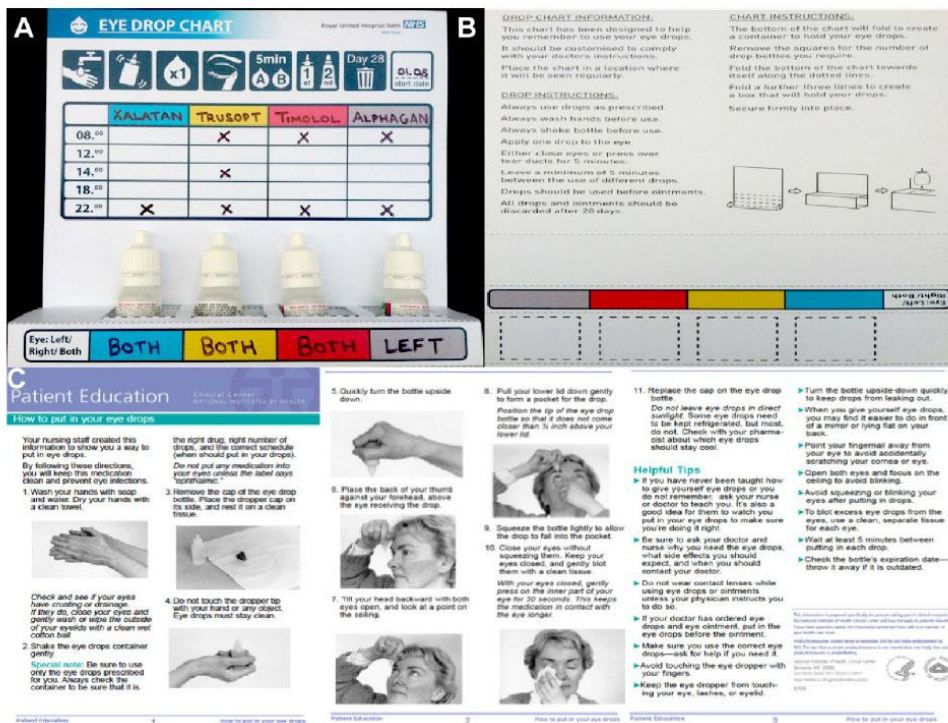 A
EYE DROP CHART
Royal United Hospital Bath NHS
x1
5min
A B
1st
2nd
Day 28
01.08
start date
XALATAN TRUSOPT TIMOLOL ALPHAGAN
08.00 X X X
12.00
14.00 X
18.00
22.00 X X X X
Eye: Left/
Right/Both
BOTH BOTH BOTH LEFT
B
DROP CHART INFORMATION:
This chart has been designed to help
you remember to use your eye drops.
It should be customised to comply
with your doctors instructions.
Place the chart in a location where
it will be seen regularly.
DROP INSTRUCTIONS:
Always use drops as prescribed.
Always wash hands before use.
Always shake bottle before use.
Apply one drop to the eye.
Either close eyes or press over
tear ducts for 5 minutes.
Leave a minimum of 5 minutes
between the use of different drops.
Drops should be used before ointments.
All drops and ointments should be
discarded after 28 days.
CHART INSTRUCTIONS:
The bottom of the chart will fold to create
a container to hold your eye drops.
Remove the squares for the number of
drop bottles you require.
Fold the bottom of the chart towards
itself along the dotted lines.
Fold a further three times to create
a box that will hold your drops.
Secure firmly into place.
Eye: Left/
Right/Both
C
Patient Education
Clinical Center
NATIONAL INSTITUTES OF HEALTH
How to put in your eye drops
Your nursing staff created this
information to show you a way to
put in eye drops.
By following these directions,
you will keep this medication
clean and prevent eye infections.
1. Wash your hands with soap
and water. Dry your hands with
a clean towel.
Check and see if your eyes
have crusting or drainage.
If they do, close your eyes and
gently wash or wipe the outside
of your eyelids with a clean wet
cotton ball.
2. Shake the eye drops container
gently.
Special note: Be sure to use
only the eye drops prescribed
for you. Always check the
container to be sure that it is
the right drug, right number of
drops, and the correct schedule
(when should put in your drops).
Do not put any medication into
your eyes unless the label says
"ophthalmic."
3. Remove the cap of the eye drop
bottle. Place the dropper cap on
its side, and rest it on a clean
tissue.
4. Do not touch the dropper tip
with your hand or any object.
Eye drops must stay clean.
Patient Education 1 How to put in your eye drops
5. Quickly turn the bottle upside
down.
6. Place the back of your thumb
against your forehead, above
the eye receiving the drop.
7. Tilt your head backward with both
eyes open, and look at a point on
the ceiling.
8. Pull your lower lid down gently
to form a pocket for the drop.
Position the tip of the eye drop
bottle so that it does not come
closer than ¾ inch above your
lower lid.
9. Squeeze the bottle lightly to allow
the drop to fall into the pocket.
10. Close your eyes without
squeezing them. Keep your
eyes closed, and gently blot
them with a clean tissue.
With your eyes closed, gently
press on the inner part of your
eye for 30 seconds. This keeps
the medication in contact with
the eye longer.
Patient Education 2 How to put in your eye drops
11. Replace the cap on the eye drop
bottle.
Do not leave eye drops in direct
sunlight. Some eye drops need
to be kept refrigerated, but most,
do not. Check with your pharma-
cist about which eye drops
should stay cool.
Helpful Tips
If you have never been taught how
to give yourself eye drops or you
do not remember, ask your nurse
or doctor to teach you. It's also a
good idea for them to watch you
put in your eye drops to make sure
you're doing it right.
Be sure to ask your doctor and
nurse why you need the eye drops,
what side effects you should
expect, and when you should
contact your doctor.
Do not wear contact lenses while
using eye drops or ointments
unless your physician instructs you
to do so.
If your doctor has ordered eye
drops and eye ointment, put in the
eye drops before the ointment.
Make sure you use the correct eye
drops—ask for help if you need it.
Avoid touching the eye dropper with
your fingers.
Keep the eye dropper from touch-
ing your eye, lashes, or eyelid.
Turn the bottle upside-down quickly
to keep drops from leaking out.
When you give yourself eye drops,
you may find it easier to do in front
of a mirror or lying flat on your
back.
Point your fingernail away from
your eye to avoid accidentally
scratching your cornea or eye.
Open both eyes and focus on the
ceiling to avoid blinking.
Avoid squeezing or blinking your
eyes after putting in drops.
To blot excess eye drops from the
eyes, use a clean, separate tissue
for each eye.
Wait at least 5 minutes between
putting in each drop.
Check the bottle's expiration date—
throw it away if it is outdated.
Patient Education 3 How to put in your eye drops